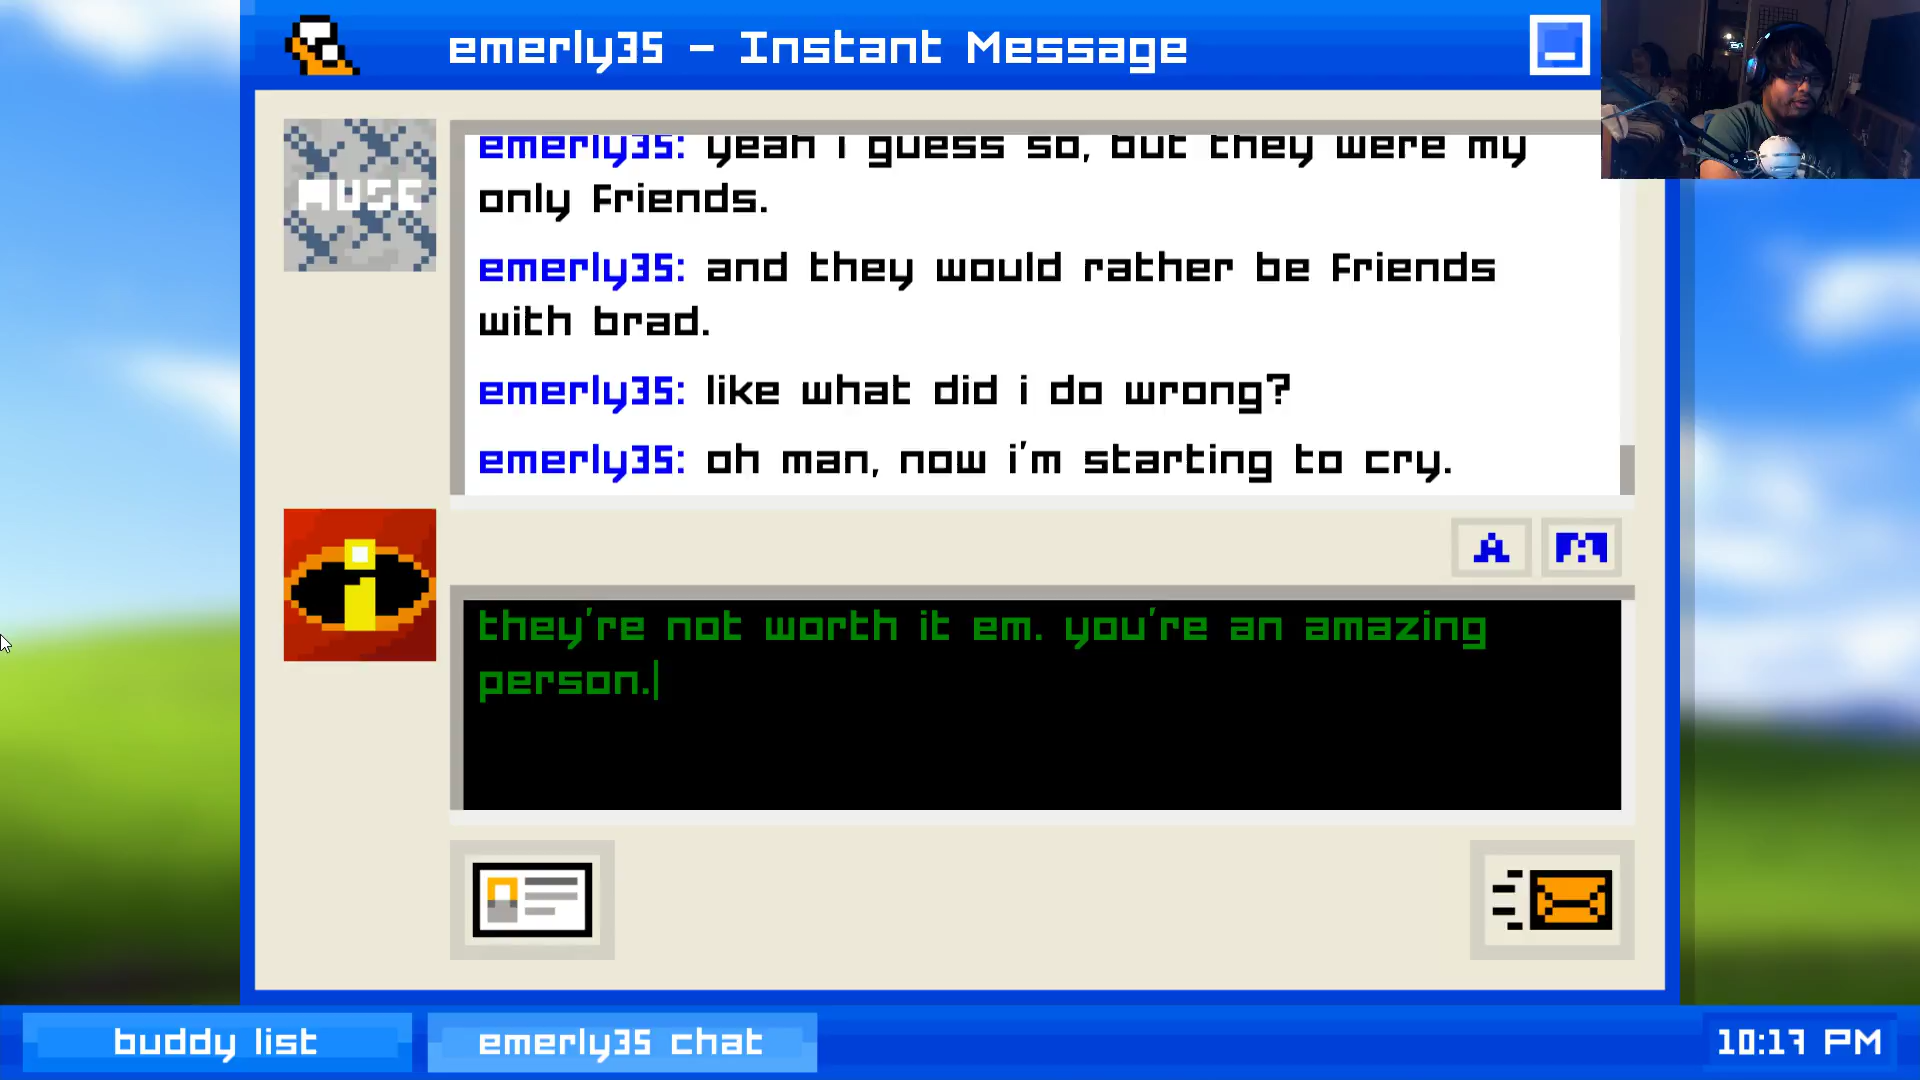 emerly35 - Instant Message
emerly35: yeah i guess so, but they were my
only friends.
emerly35: and they would rather be friends
with brad.
emerly35: like what did i do wrong?
emerly35: oh man, now i'm starting to cry.
MUSE
A
they're not worth it em. you're an amazing
person.
buddy list
emerly35 chat
10:17 PM